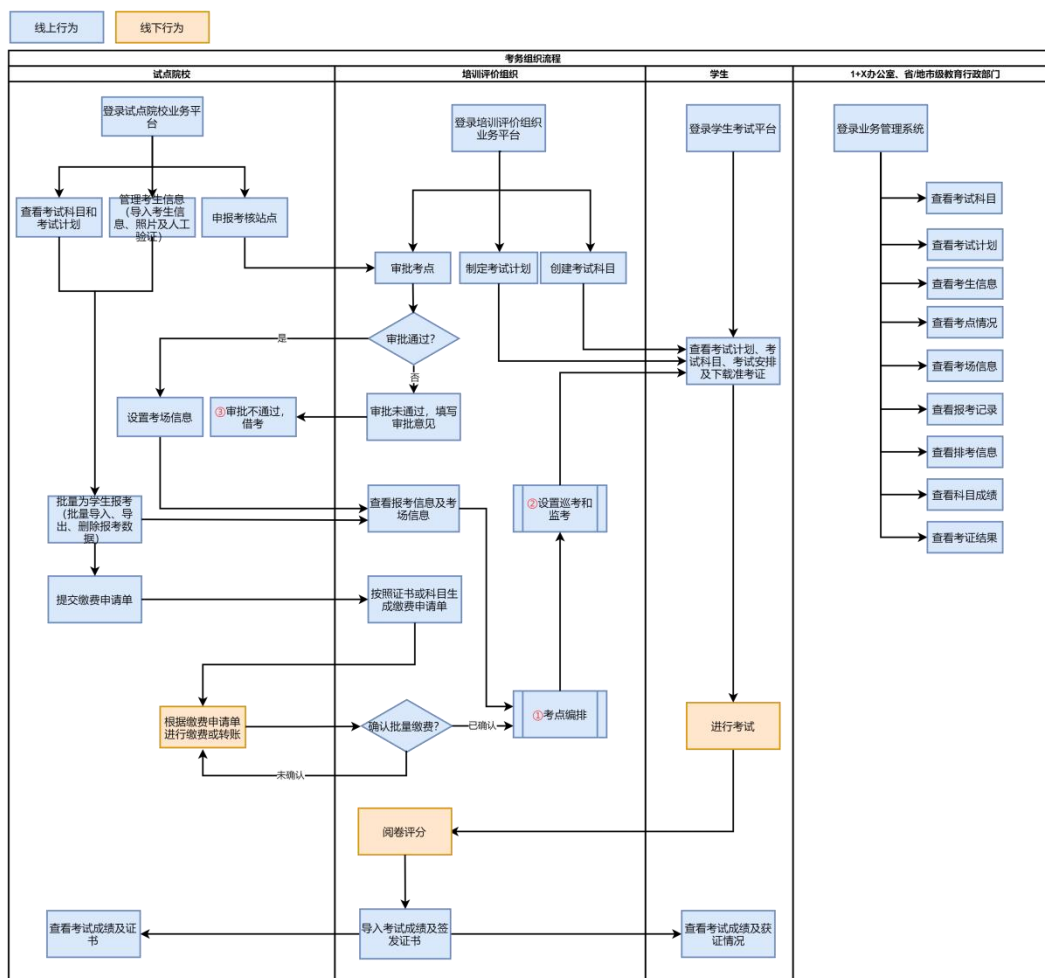 线上行为
线下行为
考务组织流程
试点院校
培训评价组织
学生
1+X办公室、省/地市级教育行政部门
登录试点院校业务平
台
登录培训评价组织
业务平台
登录学生考试平台
登录业务管理系统
查看考试科目和
考试计划
管理考生信息
（导入考生信
息、照片及人工
验证）
申报考核站点
审批考点
制定考试计划
创建考试科目
审批通过？
是
否
查看考试计划、考
试科目、考试安排
及下载准考证
设置考场信息
③审批不通过，
借考
审批未通过，填写
审批意见
批量为学生报考
（批量导入、导
出、删除报考数
据）
查看报考信息及考
场信息
②设置巡考和
监考
提交缴费申请单
按照证书或科目生
成缴费申请单
根据缴费申请单
进行缴费或转账
确认批量缴费？
已确认
①考点编排
进行考试
未确认
阅卷评分
查看考试成绩及证
书
导入考试成绩及签
发证书
查看考试成绩及获
证情况
查看考试科目
查看考试计划
查看考生信息
查看考点情况
查看考场信息
查看报考记录
查看排考信息
查看科目成绩
查看考证结果